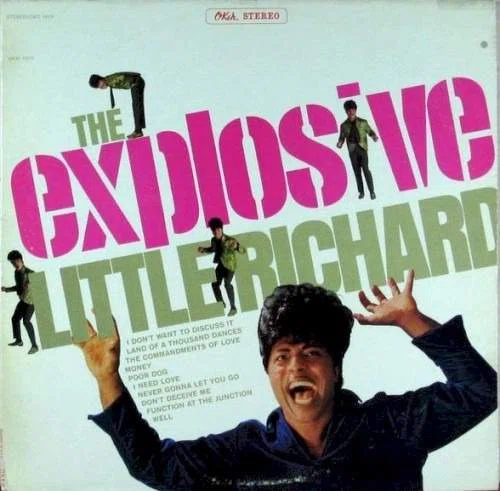 OKeh. STEREO
THE
explosive
LITTLE RICHARD
I DON'T WANT TO DISCUSS IT
LAND OF A THOUSAND DANCES
THE COMMANDMENTS OF LOVE
MONEY
POOR DOG
I NEED LOVE
NEVER GONNA LET YOU GO
DON'T DECEIVE ME
FUNCTION AT THE JUNCTION
WELL